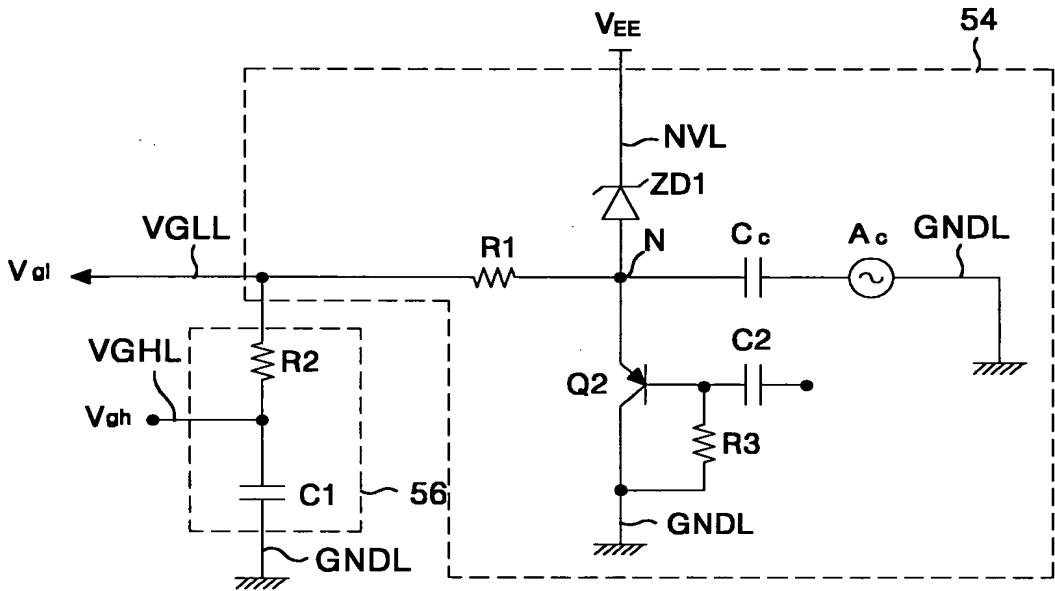 54
VEE
NVL
ZD1
VGLL
Vgl
R1
N
Cc
Ac
GNDL
VGHL
R2
Q2
C2
Vgh
R3
C1
56
GNDL
GNDL